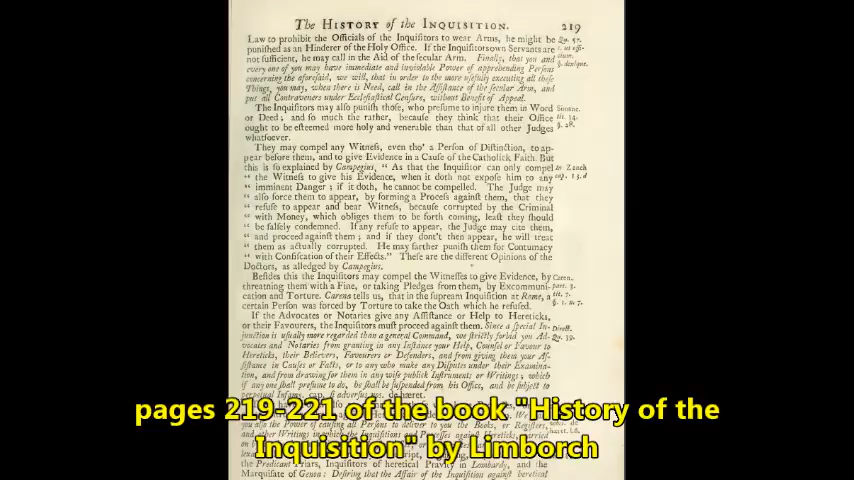 The HISTORY of the INQUISITION. 219
Law to prohibit the Officials of the Inquisitors to wear Arms, he might be
puniſhed as an Hinderer of the Holy Office. If the Inquiſitors own Servants are
not ſufficient, he may call in the Aid of the ſecular Arm. Finally, that you and
every one of you may have immediate and inviolable Power of apprehending Perſons
concerning the aforeſaid, we will, that in order to the more uſefully executing all theſe
Things, you may, when there is Need, call in the Aſſiſtance of the ſecular Arm, and
put all Contraveners under Eccleſiaſtical Cenſure, without Benefit of Appeal.
The Inquiſitors may alſo puniſh thoſe, who preſume to injure them in Word
or Deed; and ſo much the rather, becauſe they think that their Office
ought to be eſteemed more holy and venerable than that of all other Judges
whatſoever.
They may compel any Witneſs, even tho' a Perſon of Diſtinction, to ap-
pear before them, and to give Evidence in a Cauſe of the Catholick Faith. But
this is ſo explained by Campegius, “ As that the Inquiſitor can only compel
“ the Witneſs to give his Evidence, when it doth not expoſe him to any
“ imminent Danger; if it doth, he cannot be compelled. The Judge may
“ alſo force them to appear, by forming a Proceſs againſt them, that they
“ refuſe to appear and bear Witneſs, becauſe corrupted by the Criminal
“ with Money, which obliges them to be forth coming, leaſt they ſhould
“ be falſely condemned. If any refuſe to appear, the Judge may cite them,
“ and proceed againſt them; and if they don't then appear, he will treat
“ them as actually corrupted. He may farther puniſh them for Contumacy
“ with Confiſcation of their Effects.” Theſe are the different Opinions of the
Doctors, as alledged by Campegius.
Beſides this the Inquiſitors may compel the Witneſſes to give Evidence, by
threatning them with a Fine, or taking Pledges from them, by Excommuni-
cation and Torture. Carena tells us, that in the ſupream Inquiſition at Rome, a
certain Perſon was forced by Torture to take the Oath which he refuſed.
If the Advocates or Notaries give any Aſſiſtance or Help to Hereticks,
or their Favourers, the Inquiſitors muſt proceed againſt them. Since a ſpecial In-
junction is uſually more regarded than a general Command, we ſtrictly forbid you Ad-
vocates and Notaries from granting in any Inſtance your Help, Counſel or Favour to
Hereticks, their Believers, Favourers or Defenders, and from giving them your Aſ-
ſiſtance in Cauſes or Facts, or to any who make any Diſputes under their Examina-
tion, and from drawing for them in any wiſe publick Inſtruments or Writings; which
if any one ſhall preſume to do, he ſhall be ſuſpended from his Office, and be ſubject to
perpetual Infamy.
pages 219-221 of the book "History of the
Inquisition" by Limborch
the Predicant Friars, Inquiſitors of heretical Pravity in Lombardy, and the
Marquiſate of Genoa: Deſiring that the Affair of the Inquiſition againſt heretical